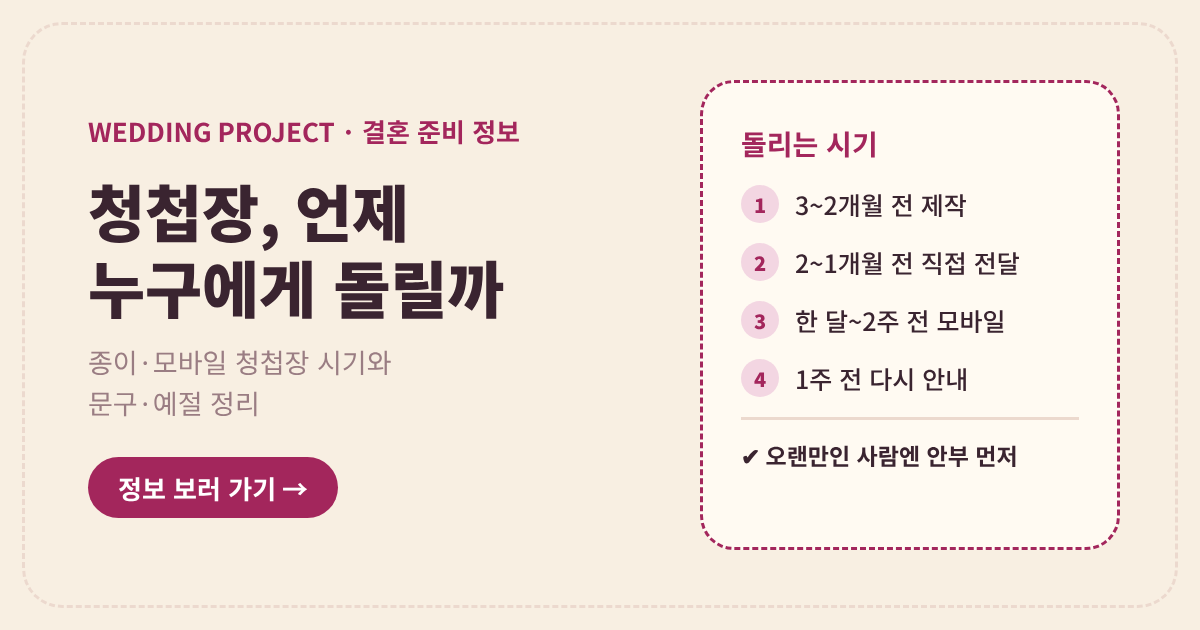 WEDDING PROJECT · 결혼 준비 정보
청첩장, 언제
누구에게 돌릴까
종이·모바일 청첩장 시기와
문구·예절 정리
정보 보러 가기 →
돌리는 시기
1 3~2개월 전 제작
2 2~1개월 전 직접 전달
3 한 달~2주 전 모바일
4 1주 전 다시 안내
✔ 오랜만인 사람엔 안부 먼저